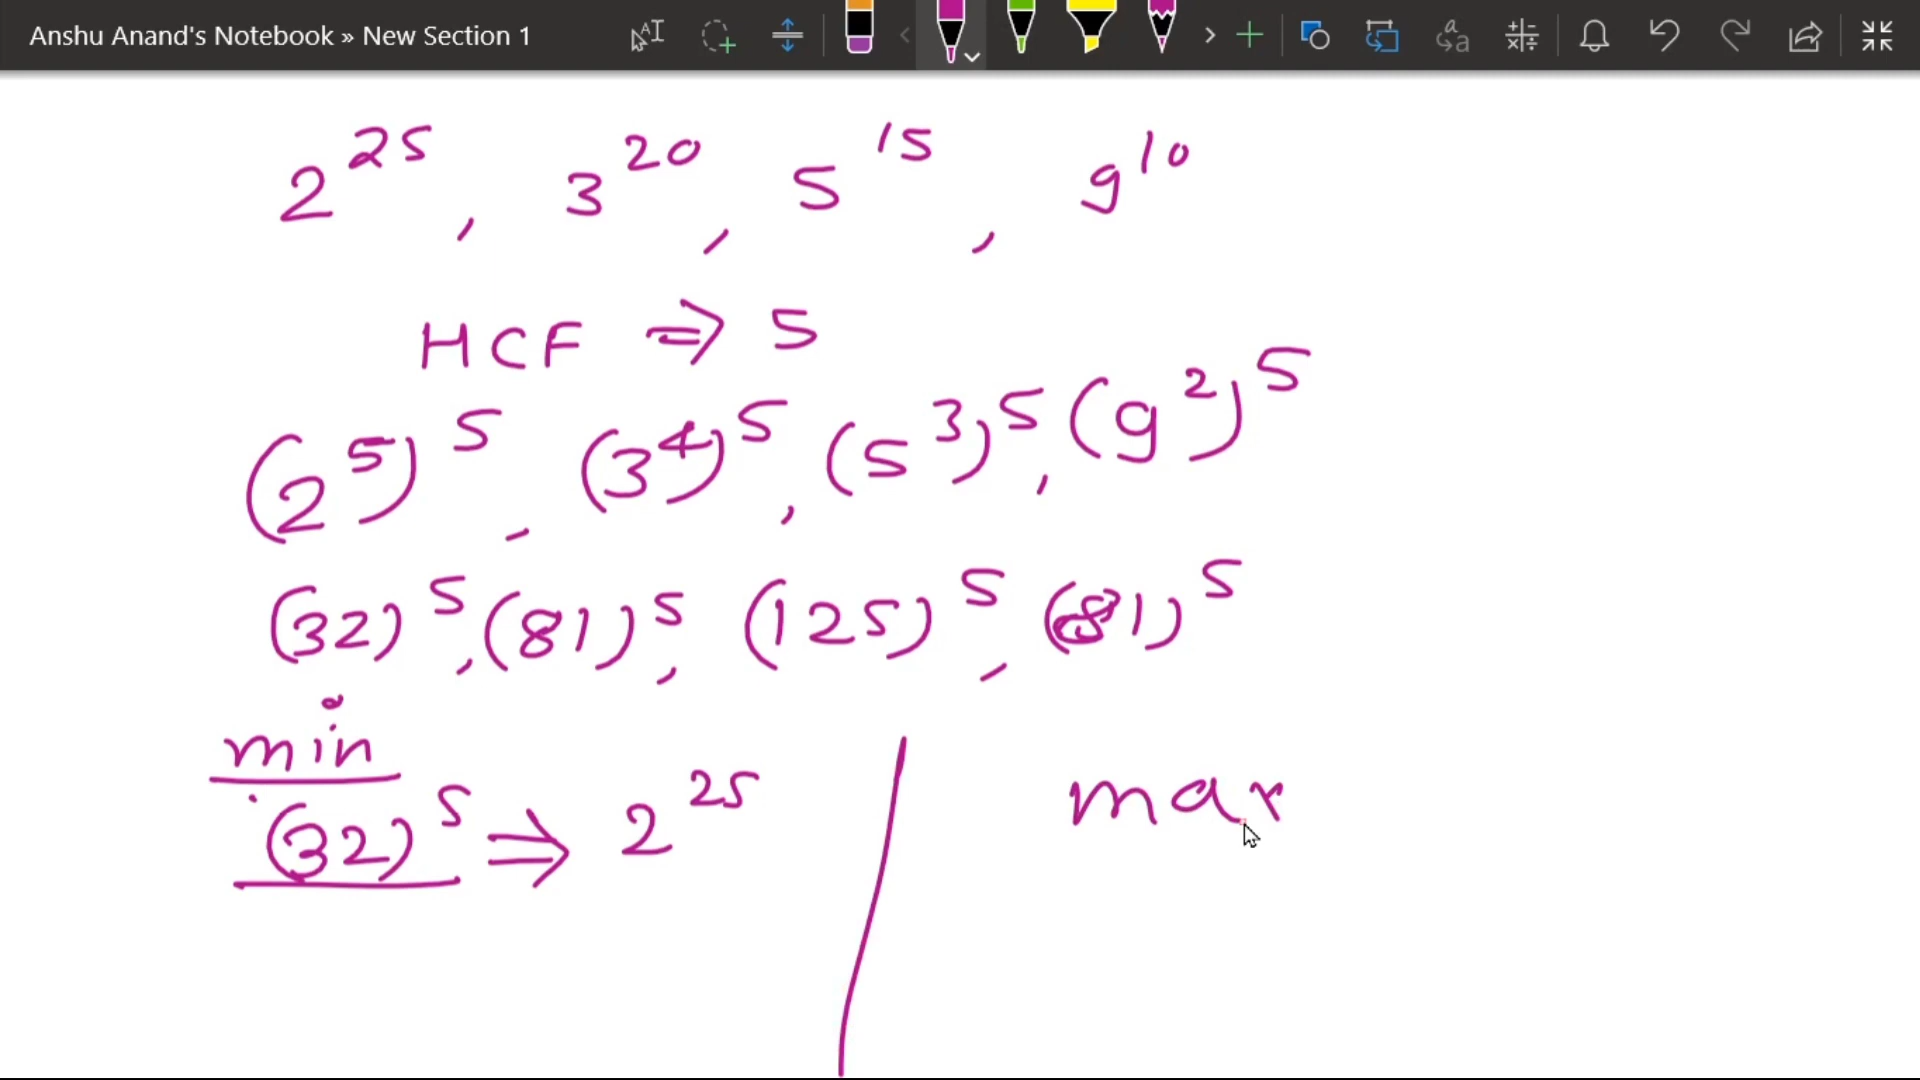 Anshu Anand's Notebook » New Section 1
2^25, 3^20, 5^15, 9^10
HCF ⇒ 5
(2^5)^5, (3^4)^5, (5^3)^5, (9^2)^5
(32)^5, (81)^5, (125)^5, (81)^5
min
(32)^5 ⇒ 2^25
max